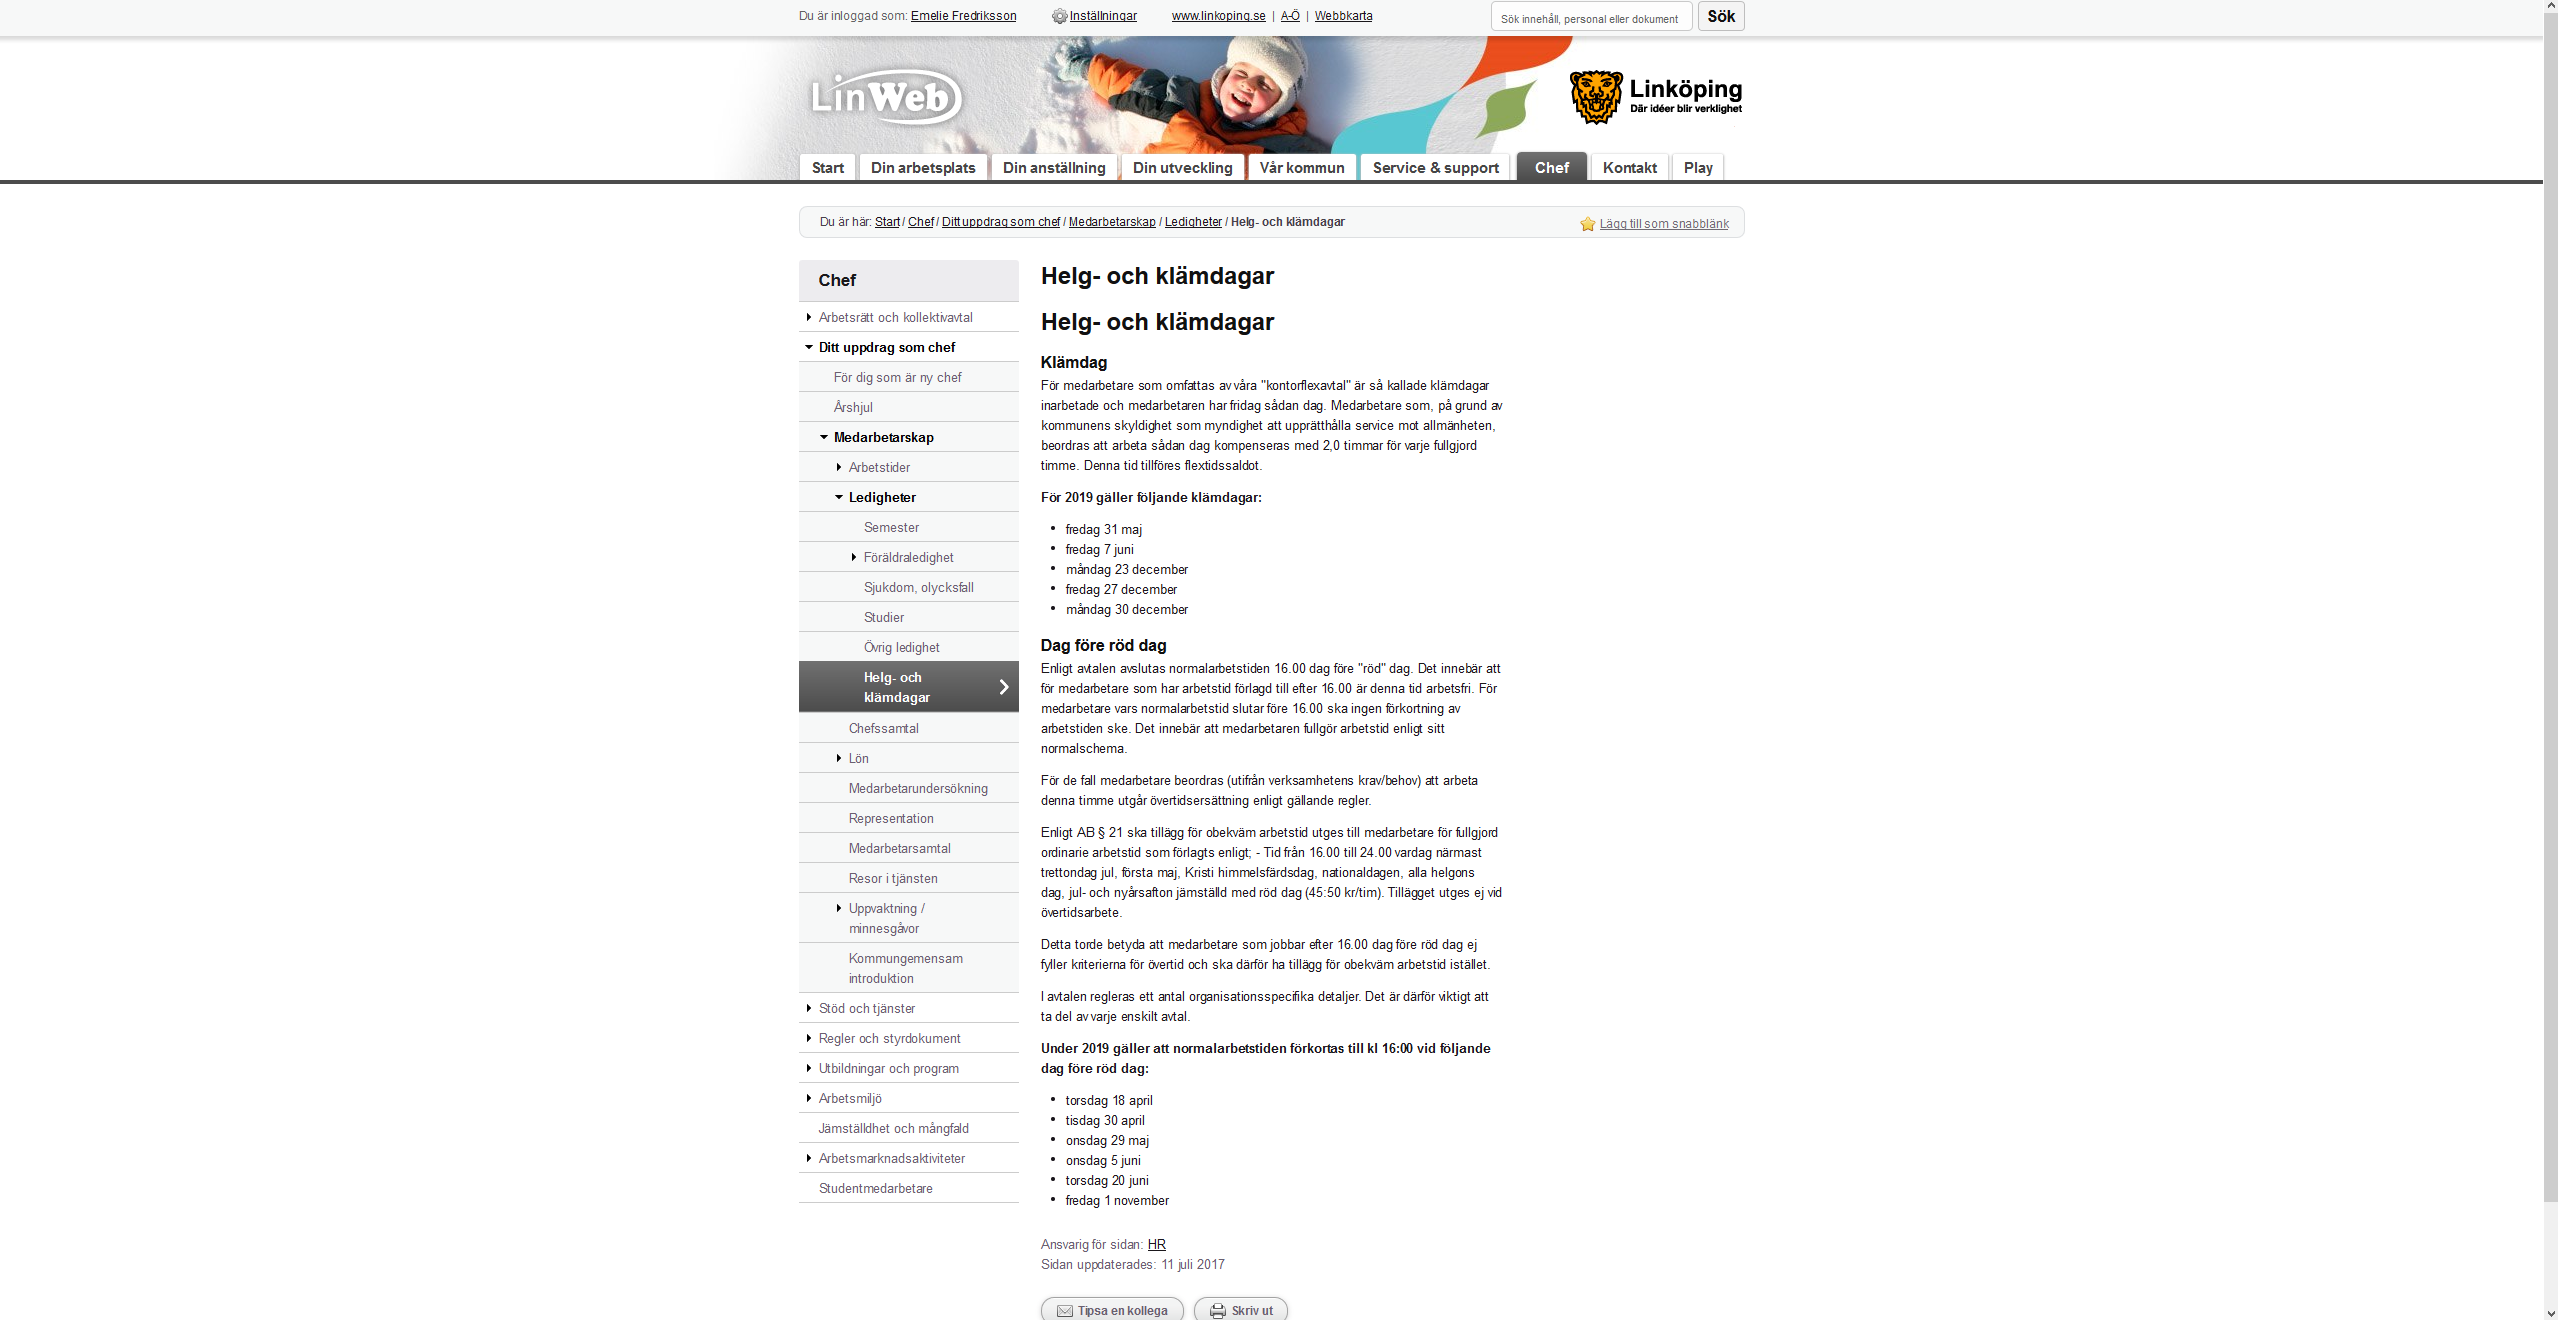 Du är inloggad som: Emelie Fredriksson Inställningar www.linkoping.se | A-Ö | Webbkarta Sök innehåll, personal eller dokument Sök
LinWeb
Linköping
Där idéer blir verklighet
Start Din arbetsplats Din anställning Din utveckling Vår kommun Service & support Chef Kontakt Play
Du är här: Start / Chef / Ditt uppdrag som chef / Medarbetarskap / Ledigheter / Helg- och klämdagar Lägg till som snabblänk
Chef
Arbetsrätt och kollektivavtal
Ditt uppdrag som chef
För dig som är ny chef
Årshjul
Medarbetarskap
Arbetstider
Ledigheter
Semester
Föräldraledighet
Sjukdom, olycksfall
Studier
Övrig ledighet
Helg- och
klämdagar
Chefssamtal
Lön
Medarbetarundersökning
Representation
Medarbetarsamtal
Resor i tjänsten
Uppvaktning /
minnesgåvor
Kommungemensam
introduktion
Stöd och tjänster
Regler och styrdokument
Utbildningar och program
Arbetsmiljö
Jämställdhet och mångfald
Arbetsmarknadsaktiviteter
Studentmedarbetare
Helg- och klämdagar
Helg- och klämdagar
Klämdag
För medarbetare som omfattas av våra "kontorflexavtal" är så kallade klämdagar
inarbetade och medarbetaren har fridag sådan dag. Medarbetare som, på grund av
kommunens skyldighet som myndighet att upprätthålla service mot allmänheten,
beordras att arbeta sådan dag kompenseras med 2,0 timmar för varje fullgjord
timme. Denna tid tillföres flextidssaldot.
För 2019 gäller följande klämdagar:
• fredag 31 maj
• fredag 7 juni
• måndag 23 december
• fredag 27 december
• måndag 30 december
Dag före röd dag
Enligt avtalen avslutas normalarbetstiden 16.00 dag före "röd" dag. Det innebär att
för medarbetare som har arbetstid förlagd till efter 16.00 är denna tid arbetsfri. För
medarbetare vars normalarbetstid slutar före 16.00 ska ingen förkortning av
arbetstiden ske. Det innebär att medarbetaren fullgör arbetstid enligt sitt
normalschema.
För de fall medarbetare beordras (utifrån verksamhetens krav/behov) att arbeta
denna timme utgår övertidsersättning enligt gällande regler.
Enligt AB § 21 ska tillägg för obekväm arbetstid utges till medarbetare för fullgjord
ordinarie arbetstid som förlagts enligt; - Tid från 16.00 till 24.00 vardag närmast
trettondag jul, första maj, Kristi himmelsfärdsdag, nationaldagen, alla helgons
dag, jul- och nyårsafton jämställd med röd dag (45:50 kr/tim). Tillägget utges ej vid
övertidsarbete.
Detta torde betyda att medarbetare som jobbar efter 16.00 dag före röd dag ej
fyller kriterierna för övertid och ska därför ha tillägg för obekväm arbetstid istället.
I avtalen regleras ett antal organisationsspecifika detaljer. Det är därför viktigt att
ta del av varje enskilt avtal.
Under 2019 gäller att normalarbetstiden förkortas till kl 16:00 vid följande
dag före röd dag:
• torsdag 18 april
• tisdag 30 april
• onsdag 29 maj
• onsdag 5 juni
• torsdag 20 juni
• fredag 1 november
Ansvarig för sidan: HR
Sidan uppdaterades: 11 juli 2017
Tipsa en kollega Skriv ut